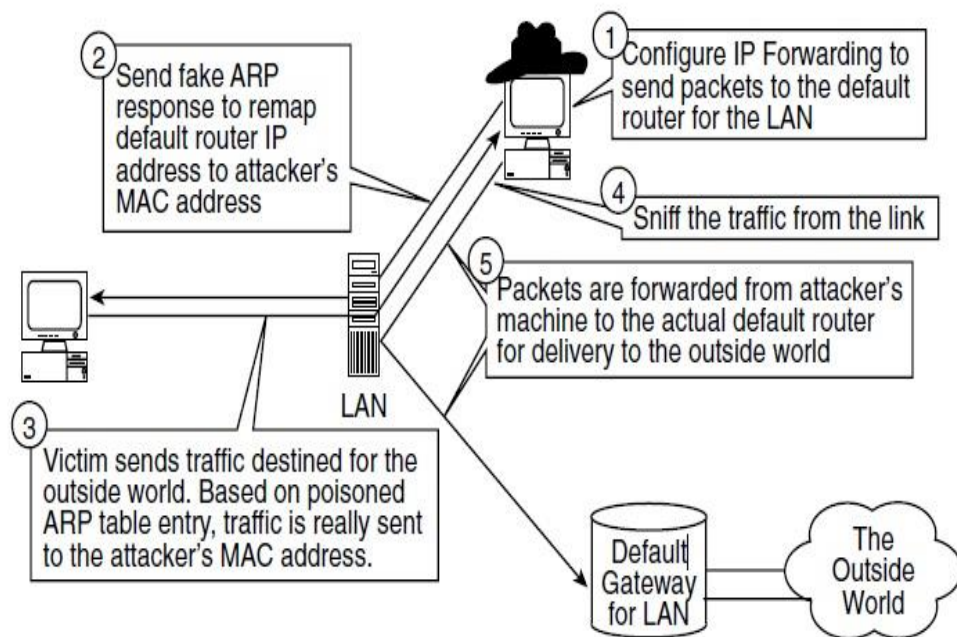 1
Configure IP Forwarding to
send packets to the default
router for the LAN
2
Send fake ARP
response to remap
default router IP
address to attacker's
MAC address
3
Victim sends traffic destined for the
outside world. Based on poisoned
ARP table entry, traffic is really sent
to the attacker's MAC address.
4
Sniff the traffic from the link
5
Packets are forwarded from attacker's
machine to the actual default router
for delivery to the outside world
LAN
Default
Gateway
for LAN
The
Outside
World